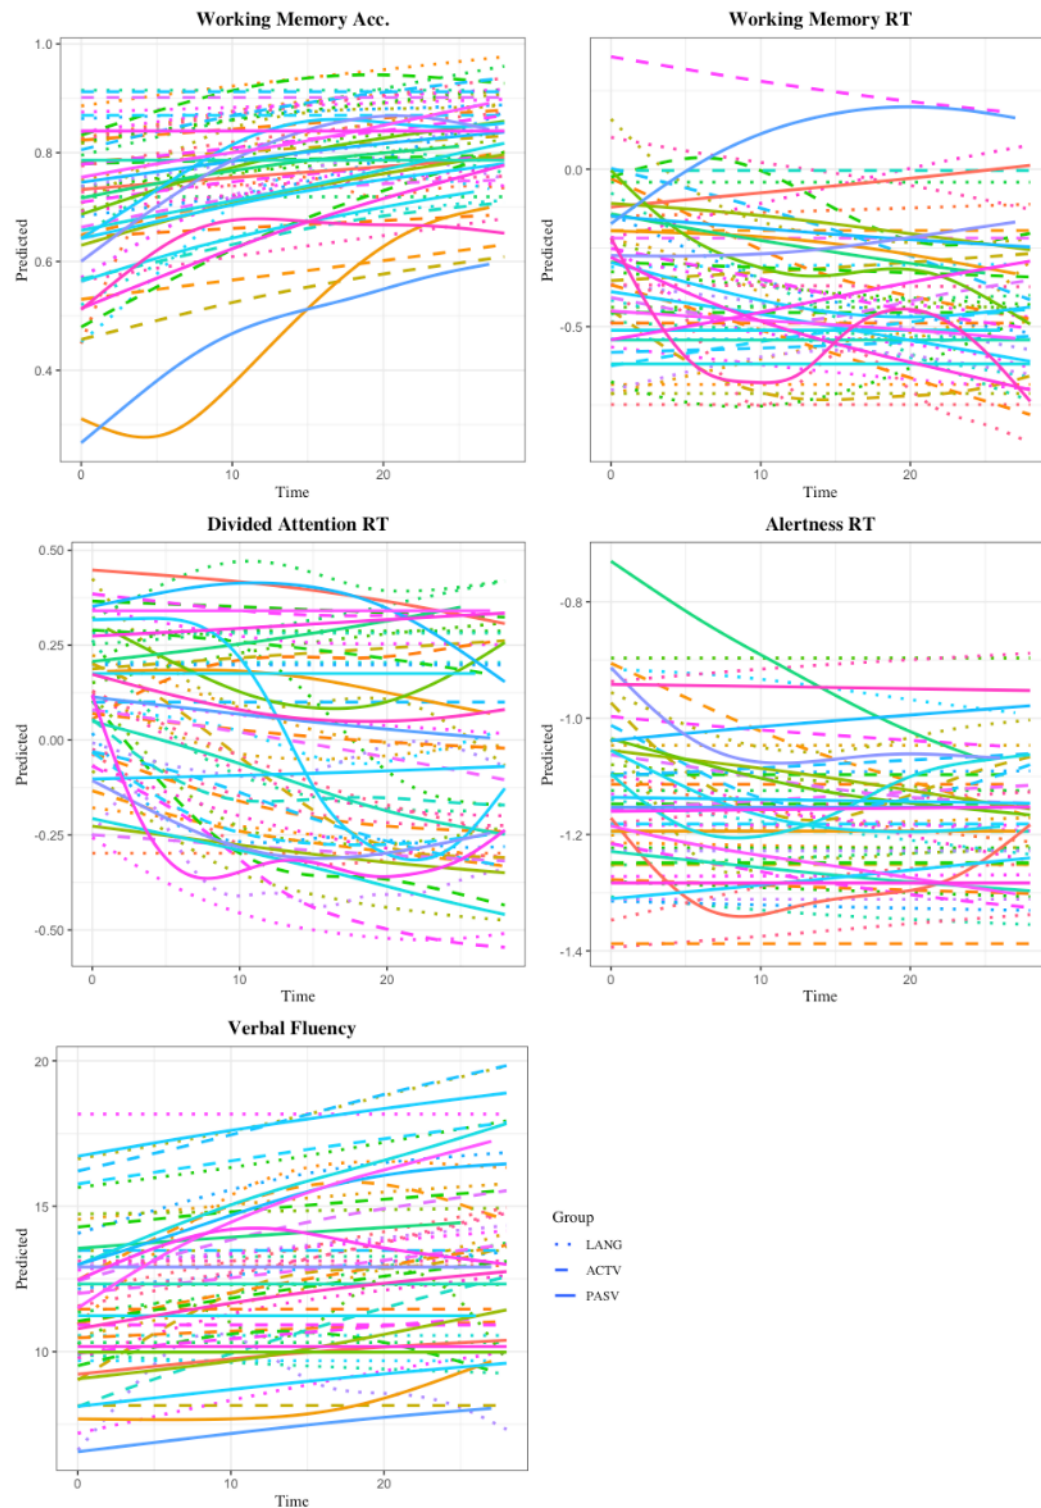 Working Memory Acc.
1.0
0.8
0.6
0.4
Predicted
0
10
20
Time
Working Memory RT
0.0
-0.5
Predicted
0
10
20
Time
Divided Attention RT
0.50
0.25
0.00
-0.25
-0.50
Predicted
0
10
20
Time
Alertness RT
-0.8
-1.0
-1.2
-1.4
Predicted
0
10
20
Time
Verbal Fluency
20
15
10
Predicted
0
10
20
Time
Group
LANG
ACTV
PASV